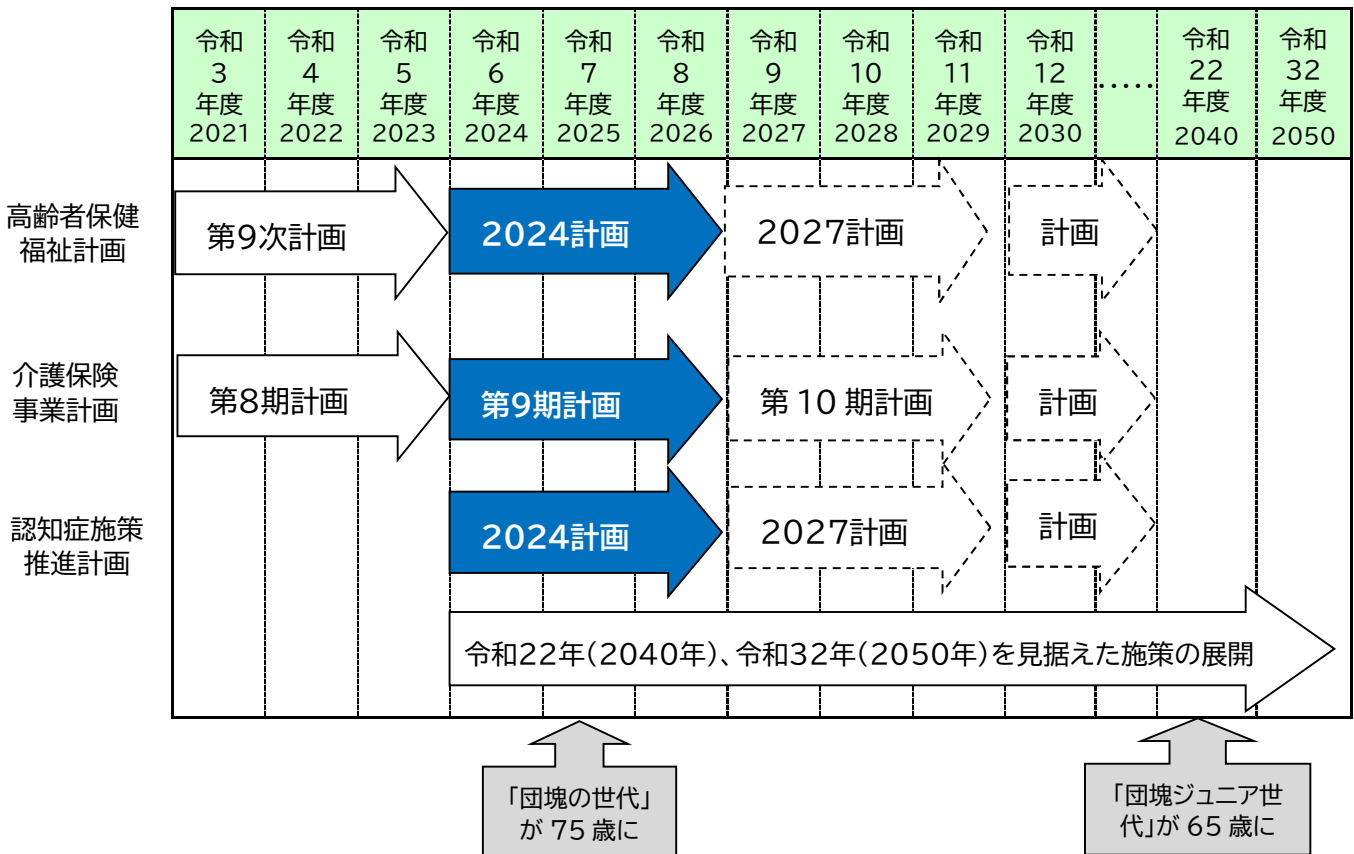 令和
3
年度
2021
令和
4
年度
2022
令和
5
年度
2023
令和
6
年度
2024
令和
7
年度
2025
令和
8
年度
2026
令和
9
年度
2027
令和
10
年度
2028
令和
11
年度
2029
令和
12
年度
2030
‥‥‥
令和
22
年度
2040
令和
32
年度
2050
高齢者保健
福祉計画
第9次計画
2024計画
2027計画
計画
介護保険
事業計画
第8期計画
第9期計画
第10期計画
計画
認知症施策
推進計画
2024計画
2027計画
計画
令和22年(2040年)、令和32年(2050年)を見据えた施策の展開
「団塊の世代」
が 75 歳に
「団塊ジュニア世
代」が 65 歳に